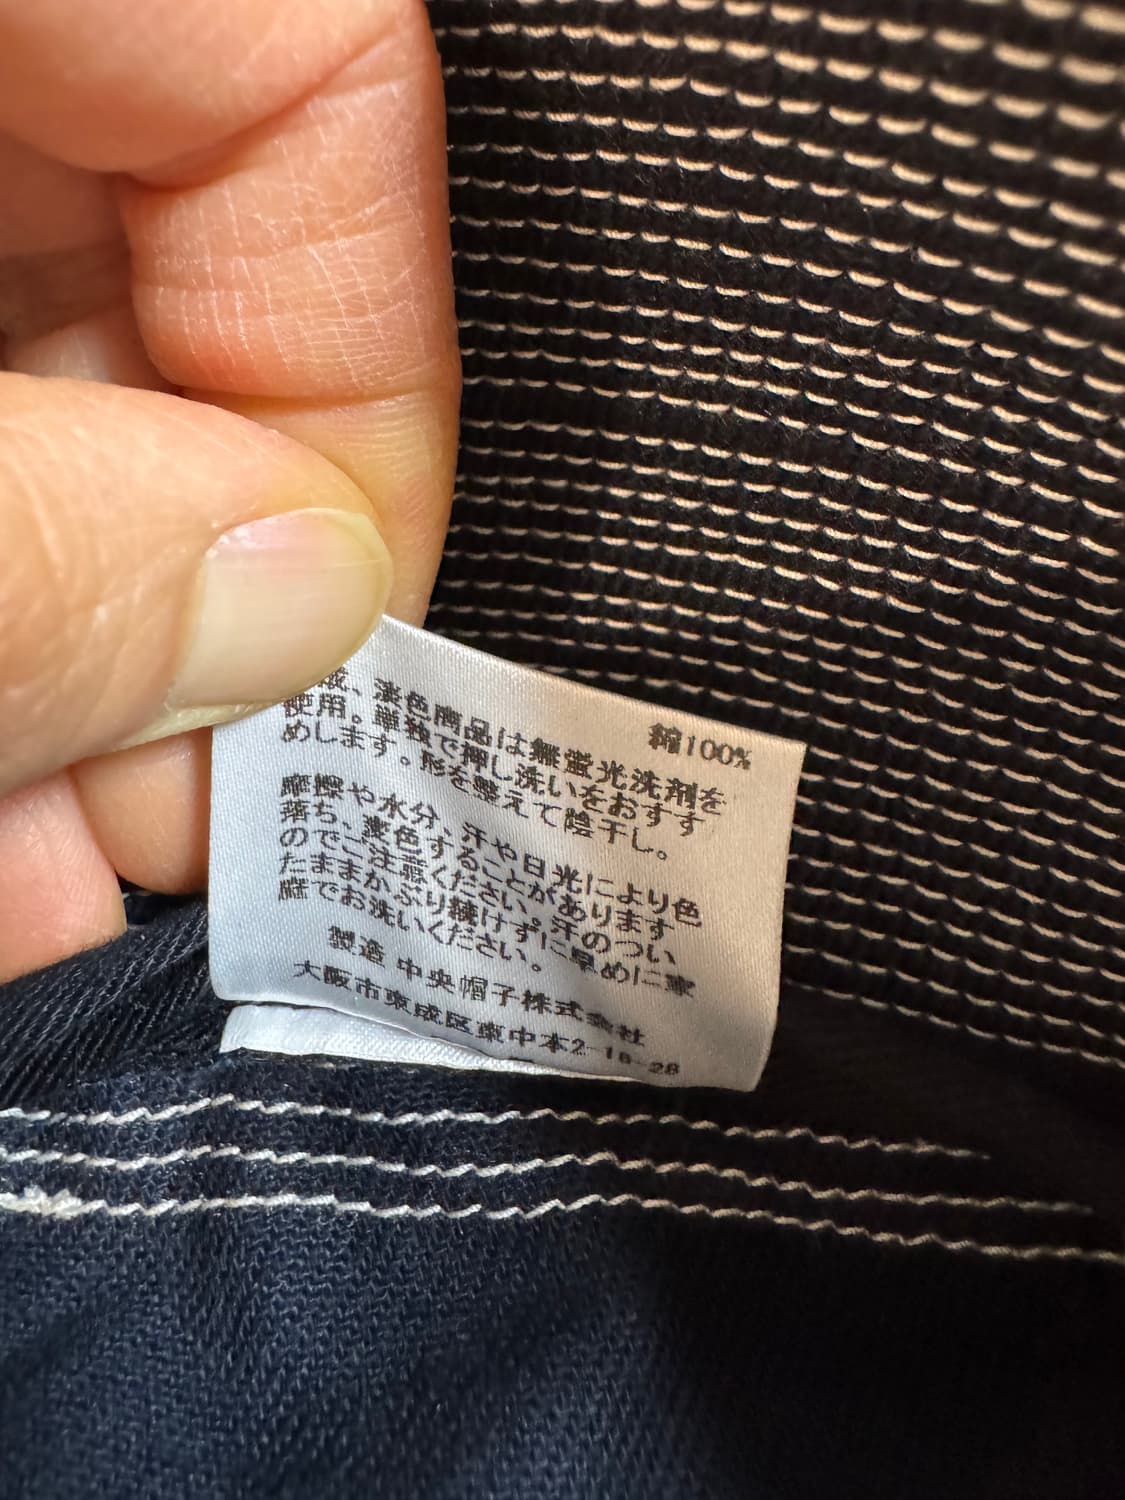 綿100%
、淡色商品は無蛍光洗剤を
使用。単独で押し洗いをおすす
めします。形を整えて陰干し。
摩擦や水分、汗や日光により色
落ち、変色することがあります
のでご注意ください。汗のつい
たままかぶり続けずに早めに家
庭でお洗いください。
製造 中央帽子株式会社
大阪市東成区東中本2-18-28